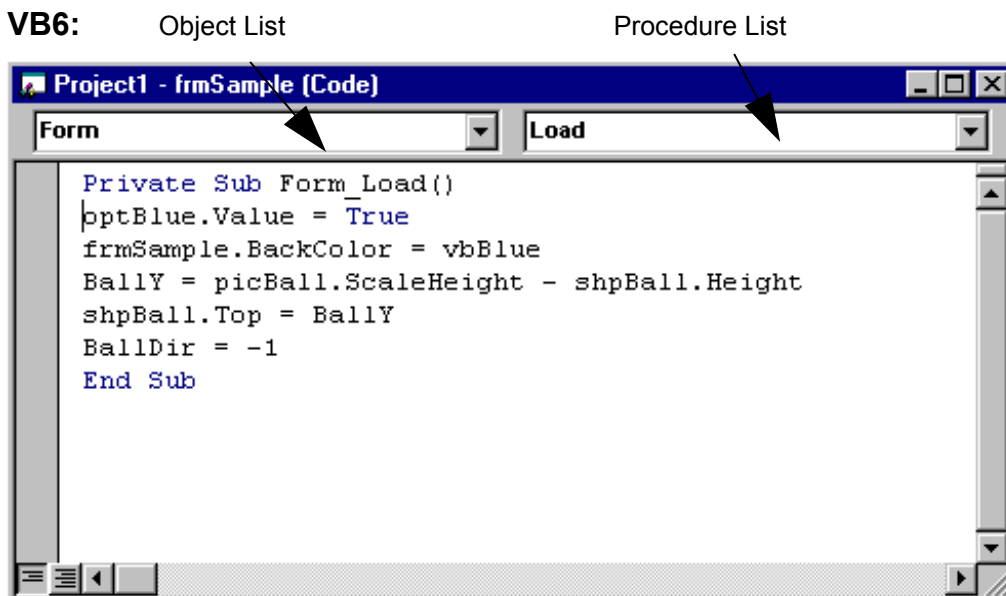 VB6: Object List Procedure List
Project1 - frmSample (Code)
Form Load
Private Sub Form_Load()
optBlue.Value = True
frmSample.BackColor = vbBlue
BallY = picBall.ScaleHeight - shpBall.Height
shpBall.Top = BallY
BallDir = -1
End Sub